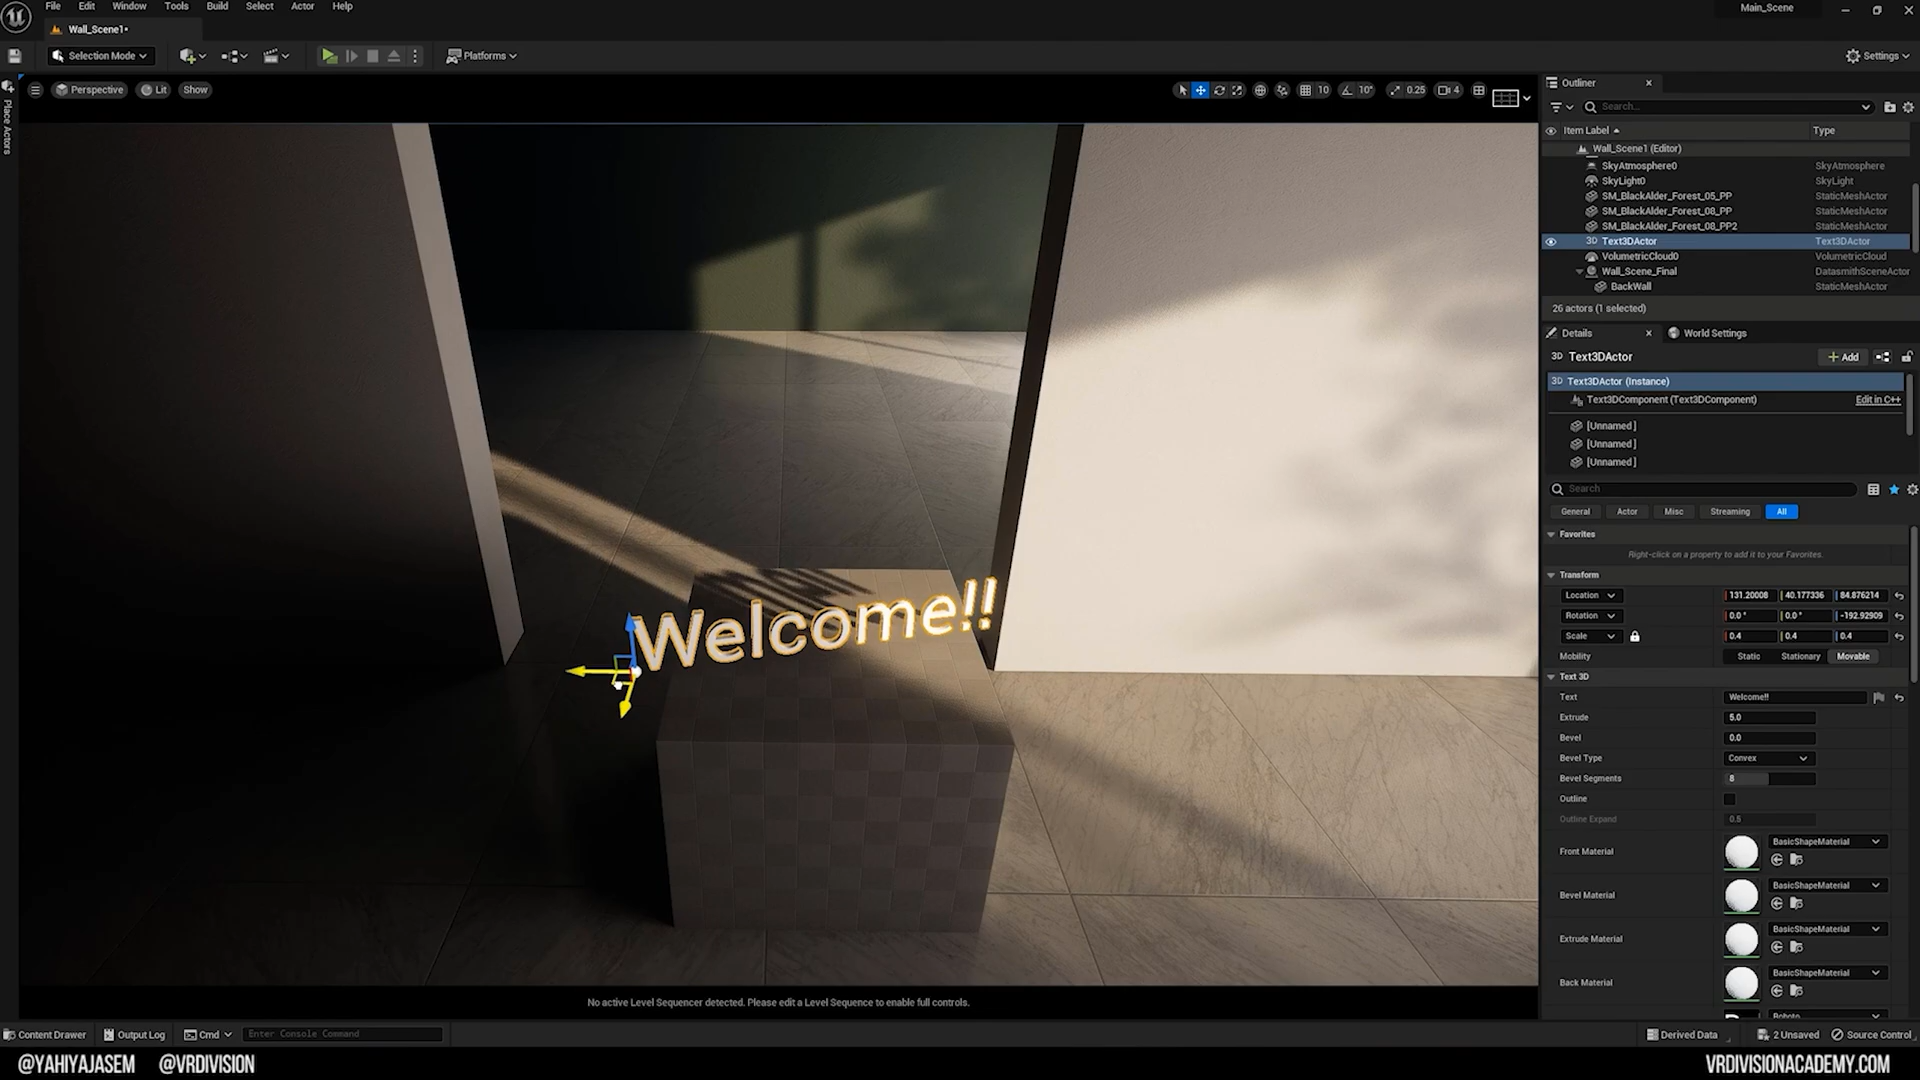 File Edit Window Tools Build Select Actor Help
Main_Scene
Wall_Scene1•
Selection Mode
Platforms
Settings
Place Actors
Perspective Lit Show
10 10° 0.25 4
Welcome!!
No active Level Sequencer detected. Please edit a Level Sequence to enable full controls.
Outliner
Search...
Item Label Type
Wall_Scene1 (Editor)
SkyAtmosphere0 SkyAtmosphere
SkyLight0 SkyLight
SM_BlackAlder_Forest_05_PP StaticMeshActor
SM_BlackAlder_Forest_08_PP StaticMeshActor
SM_BlackAlder_Forest_08_PP2 StaticMeshActor
3D Text3DActor Text3DActor
VolumetricCloud0 VolumetricCloud
Wall_Scene_Final DatasmithSceneActor
BackWall StaticMeshActor
26 actors (1 selected)
Details World Settings
3D Text3DActor + Add
3D Text3DActor (Instance)
Text3DComponent (Text3DComponent) Edit in C++
[Unnamed ]
[Unnamed ]
[Unnamed ]
Search
General Actor Misc Streaming All
Favorites
Right-click on a property to add it to your Favorites.
Transform
Location 131.20008 40.177336 84.876214
Rotation 0.0 ° 0.0 ° -192.92909
Scale 0.4 0.4 0.4
Mobility Static Stationary Movable
Text 3D
Text Welcome!!
Extrude 5.0
Bevel 0.0
Bevel Type Convex
Bevel Segments 8
Outline
Outline Expand 0.5
Front Material BasicShapeMaterial
Bevel Material BasicShapeMaterial
Extrude Material BasicShapeMaterial
Back Material BasicShapeMaterial
Content Drawer Output Log Cmd Enter Console Command
Derived Data 2 Unsaved Source Control
@YAHIYAJASEM @VRDIVISION
VRDIVISIONACADEMY.COM